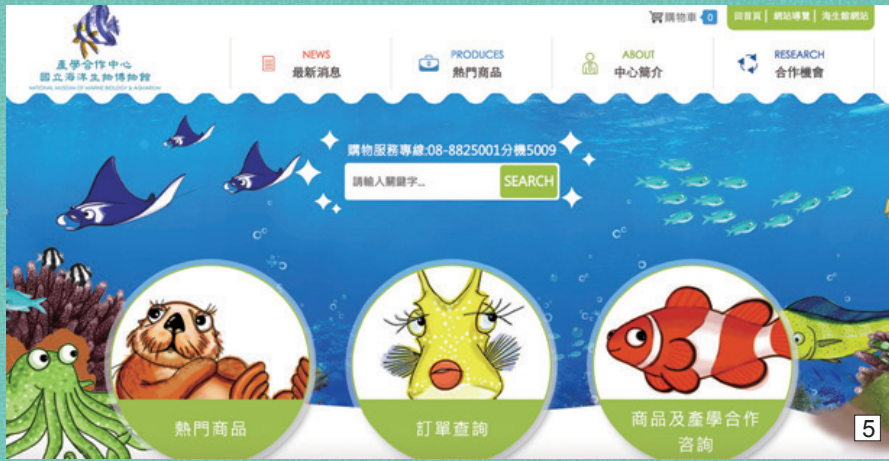 購物車 0
回首頁 | 網站導覽 | 海生館網站
產學合作中心
國立海洋生物博物館
NATIONAL MUSEUM OF MARINE BIOLOGY & AQUARIUM
NEWS
最新消息
PRODUCES
熱門商品
ABOUT
中心簡介
RESEARCH
合作機會
購物服務專線:08-8825001分機5009
請輸入關鍵字... SEARCH
熱門商品
訂單查詢
商品及產學合作
咨詢
5